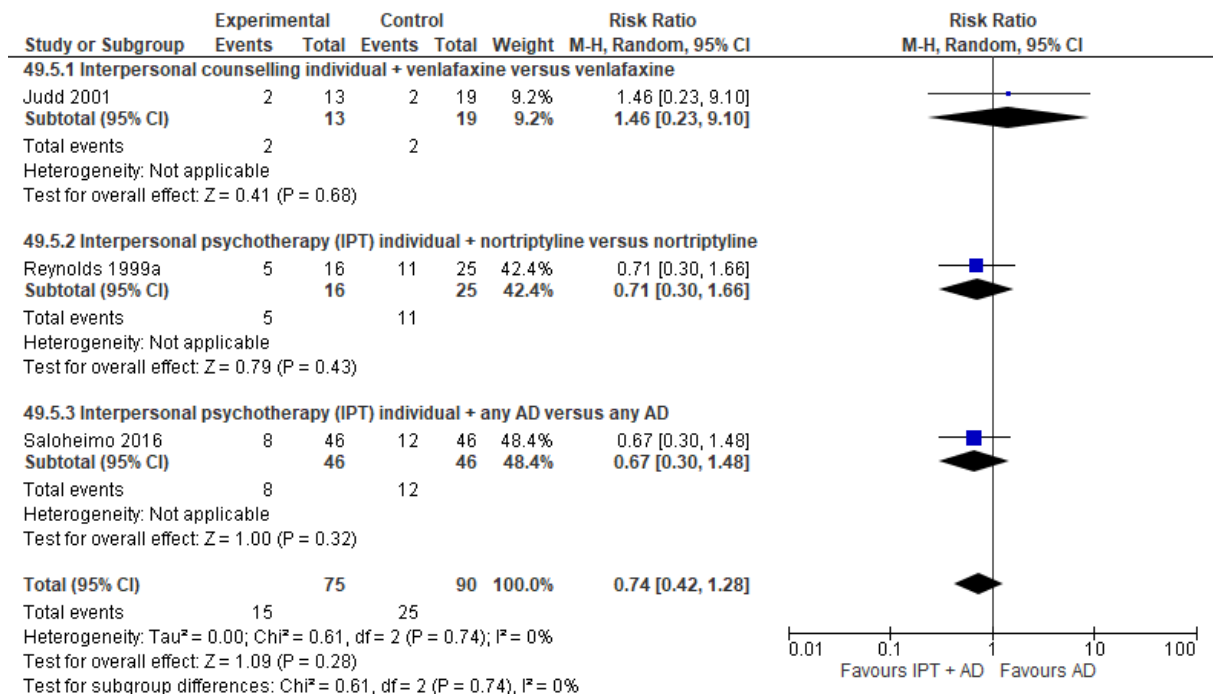 Experimental Control Risk Ratio Risk Ratio
Study or Subgroup Events Total Events Total Weight M-H, Random, 95% CI M-H, Random, 95% CI
49.5.1 Interpersonal counselling individual + venlafaxine versus venlafaxine
Judd 2001 2 13 2 19 9.2% 1.46 [0.23, 9.10]
Subtotal (95% CI) 13 19 9.2% 1.46 [0.23, 9.10]
Total events 2 2
Heterogeneity: Not applicable
Test for overall effect: Z = 0.41 (P = 0.68)
49.5.2 Interpersonal psychotherapy (IPT) individual + nortriptyline versus nortriptyline
Reynolds 1999a 5 16 11 25 42.4% 0.71 [0.30, 1.66]
Subtotal (95% CI) 16 25 42.4% 0.71 [0.30, 1.66]
Total events 5 11
Heterogeneity: Not applicable
Test for overall effect: Z = 0.79 (P = 0.43)
49.5.3 Interpersonal psychotherapy (IPT) individual + any AD versus any AD
Saloheimo 2016 8 46 12 46 48.4% 0.67 [0.30, 1.48]
Subtotal (95% CI) 46 46 48.4% 0.67 [0.30, 1.48]
Total events 8 12
Heterogeneity: Not applicable
Test for overall effect: Z = 1.00 (P = 0.32)
Total (95% CI) 75 90 100.0% 0.74 [0.42, 1.28]
Total events 15 25
Heterogeneity: Tau² = 0.00; Chi² = 0.61, df = 2 (P = 0.74); I² = 0%
Test for overall effect: Z = 1.09 (P = 0.28)
Test for subgroup differences: Chi² = 0.61, df = 2 (P = 0.74), I² = 0%
0.01 0.1 1 10 100
Favours IPT + AD Favours AD